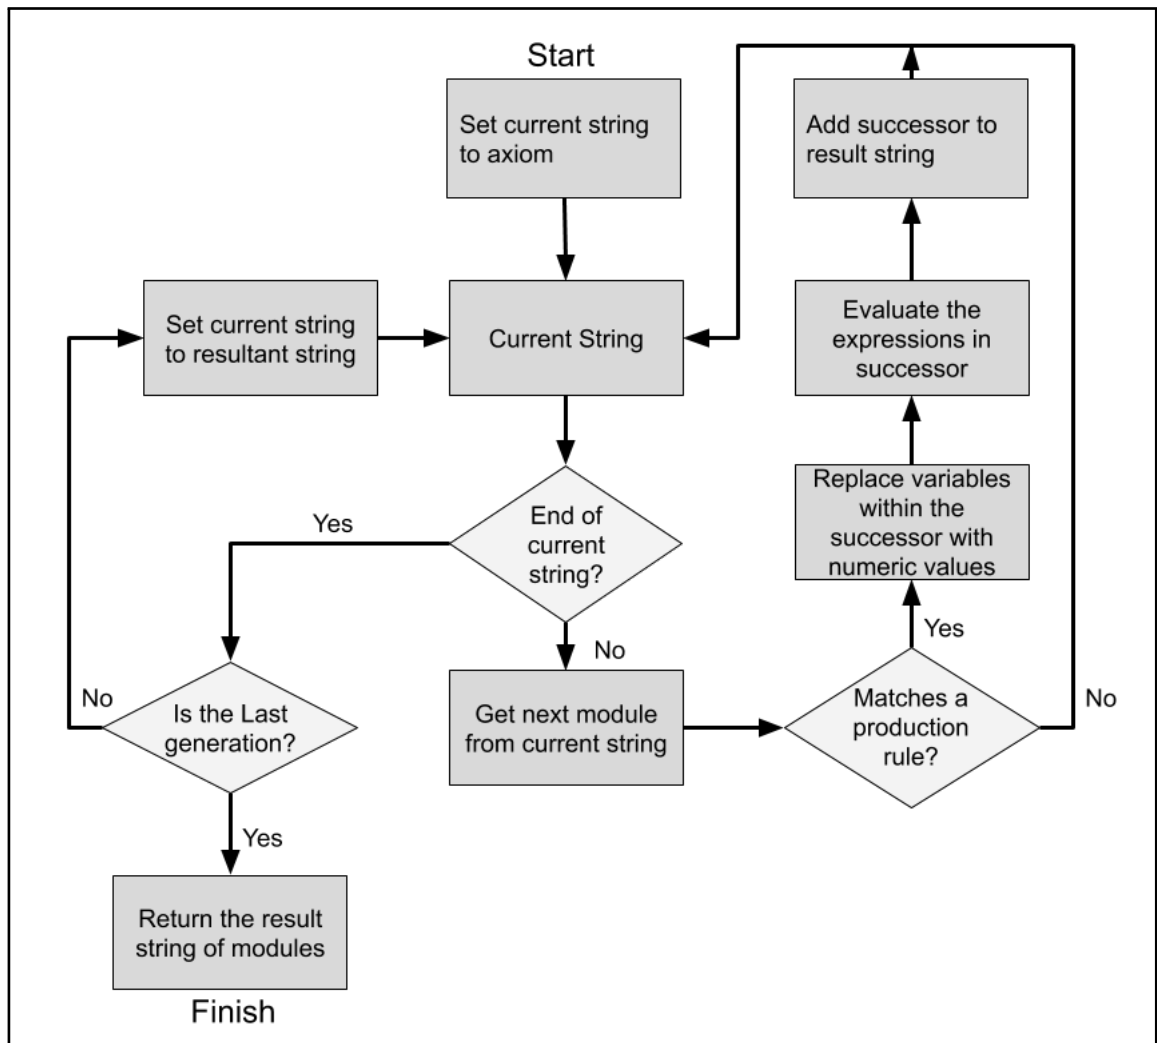 Start
Set current string
to axiom
Add successor to
result string
Set current string
to resultant string
Current String
Evaluate the
expressions in
successor
Yes
End of
current
string?
Replace variables
within the
successor with
numeric values
No
Yes
No
Is the Last
generation?
Get next module
from current string
Matches a
production
rule?
No
Yes
Return the result
string of modules
Finish